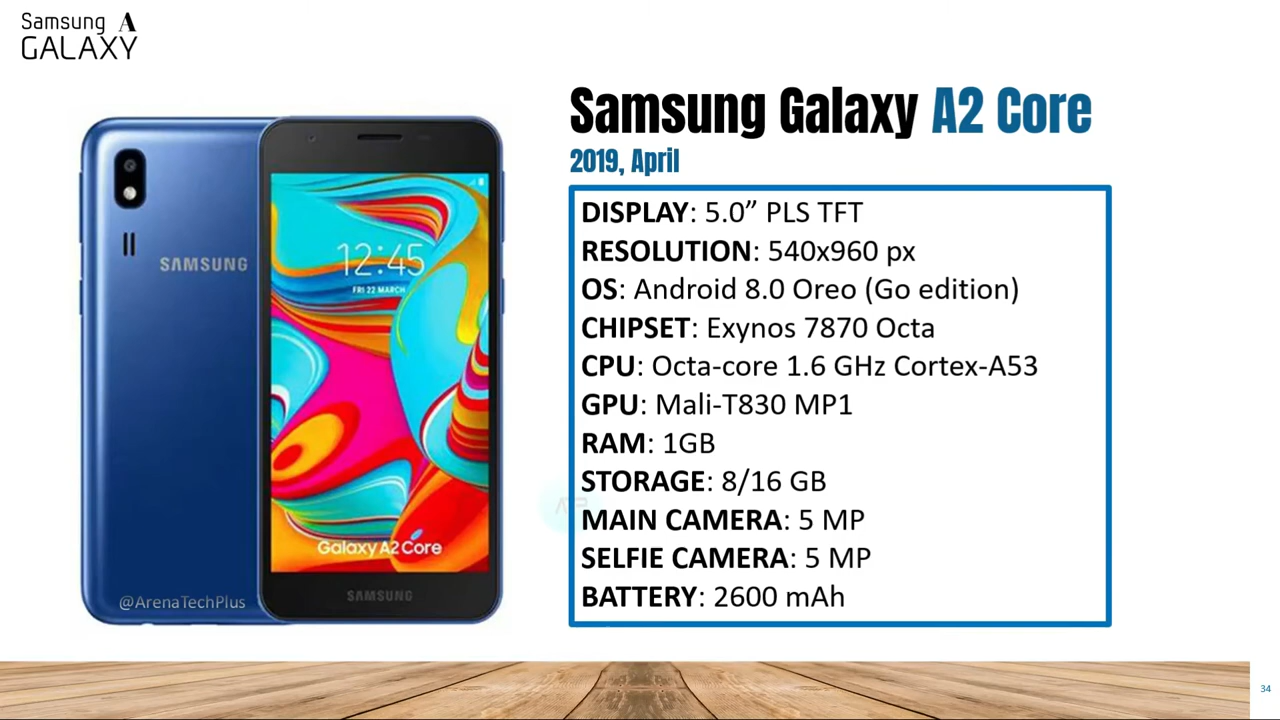 Samsung A
GALAXY
Samsung Galaxy A2 Core
2019, April
DISPLAY: 5.0” PLS TFT
RESOLUTION: 540x960 px
OS: Android 8.0 Oreo (Go edition)
CHIPSET: Exynos 7870 Octa
CPU: Octa-core 1.6 GHz Cortex-A53
GPU: Mali-T830 MP1
RAM: 1GB
STORAGE: 8/16 GB
MAIN CAMERA: 5 MP
SELFIE CAMERA: 5 MP
BATTERY: 2600 mAh
SAMSUNG
12:45
FRI 22 MARCH
Galaxy A2 Core
SAMSUNG
@ArenaTechPlus
34